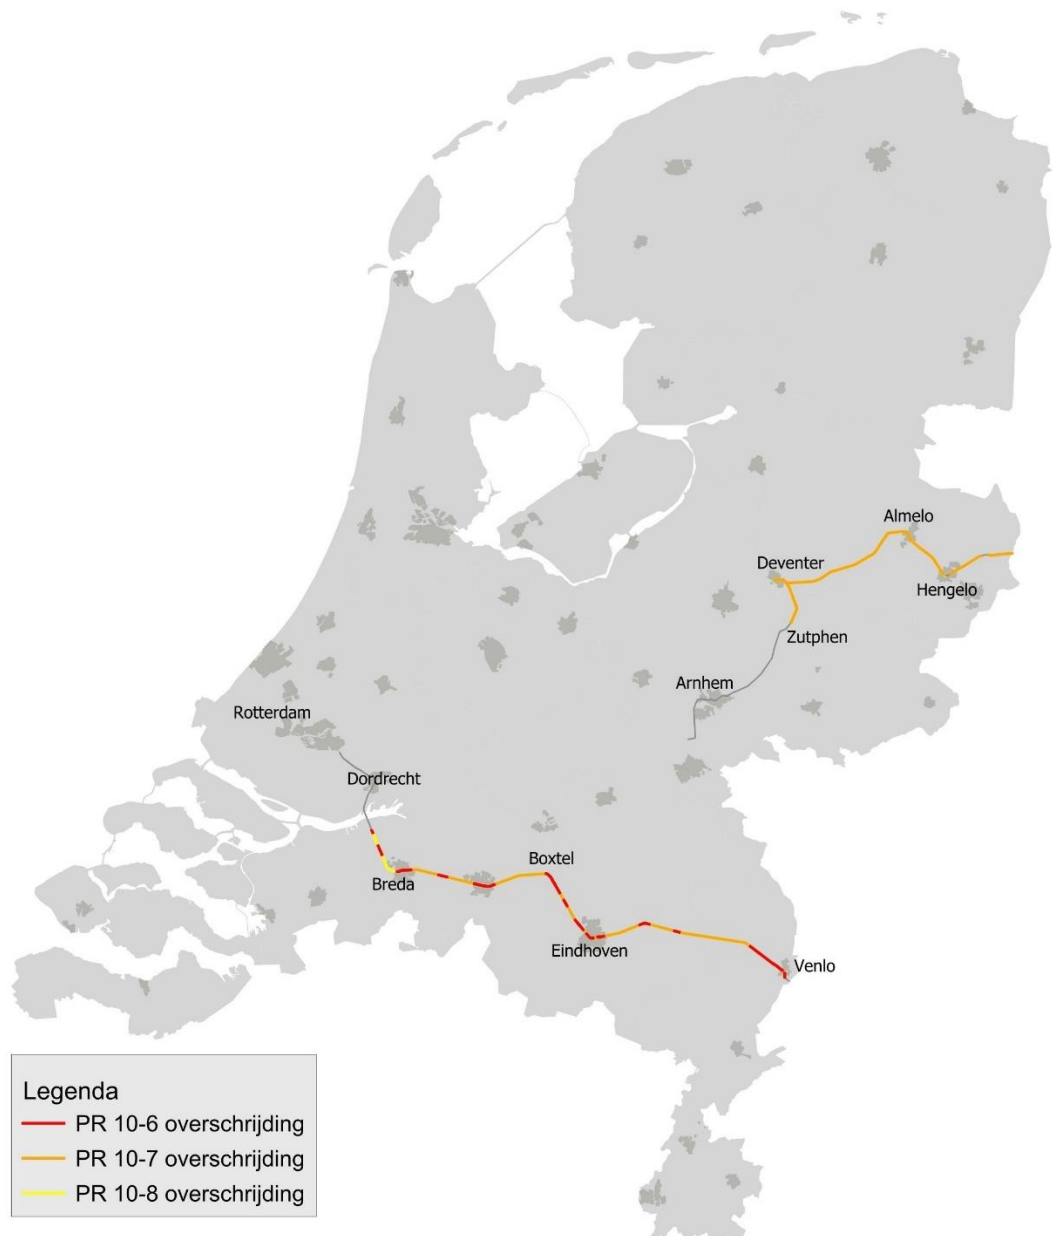 Almelo
Deventer
Hengelo
Zutphen
Arnhem
Rotterdam
Dordrecht
Boxtel
Breda
Eindhoven
Venlo
Legenda
PR 10-6 overschrijding
PR 10-7 overschrijding
PR 10-8 overschrijding